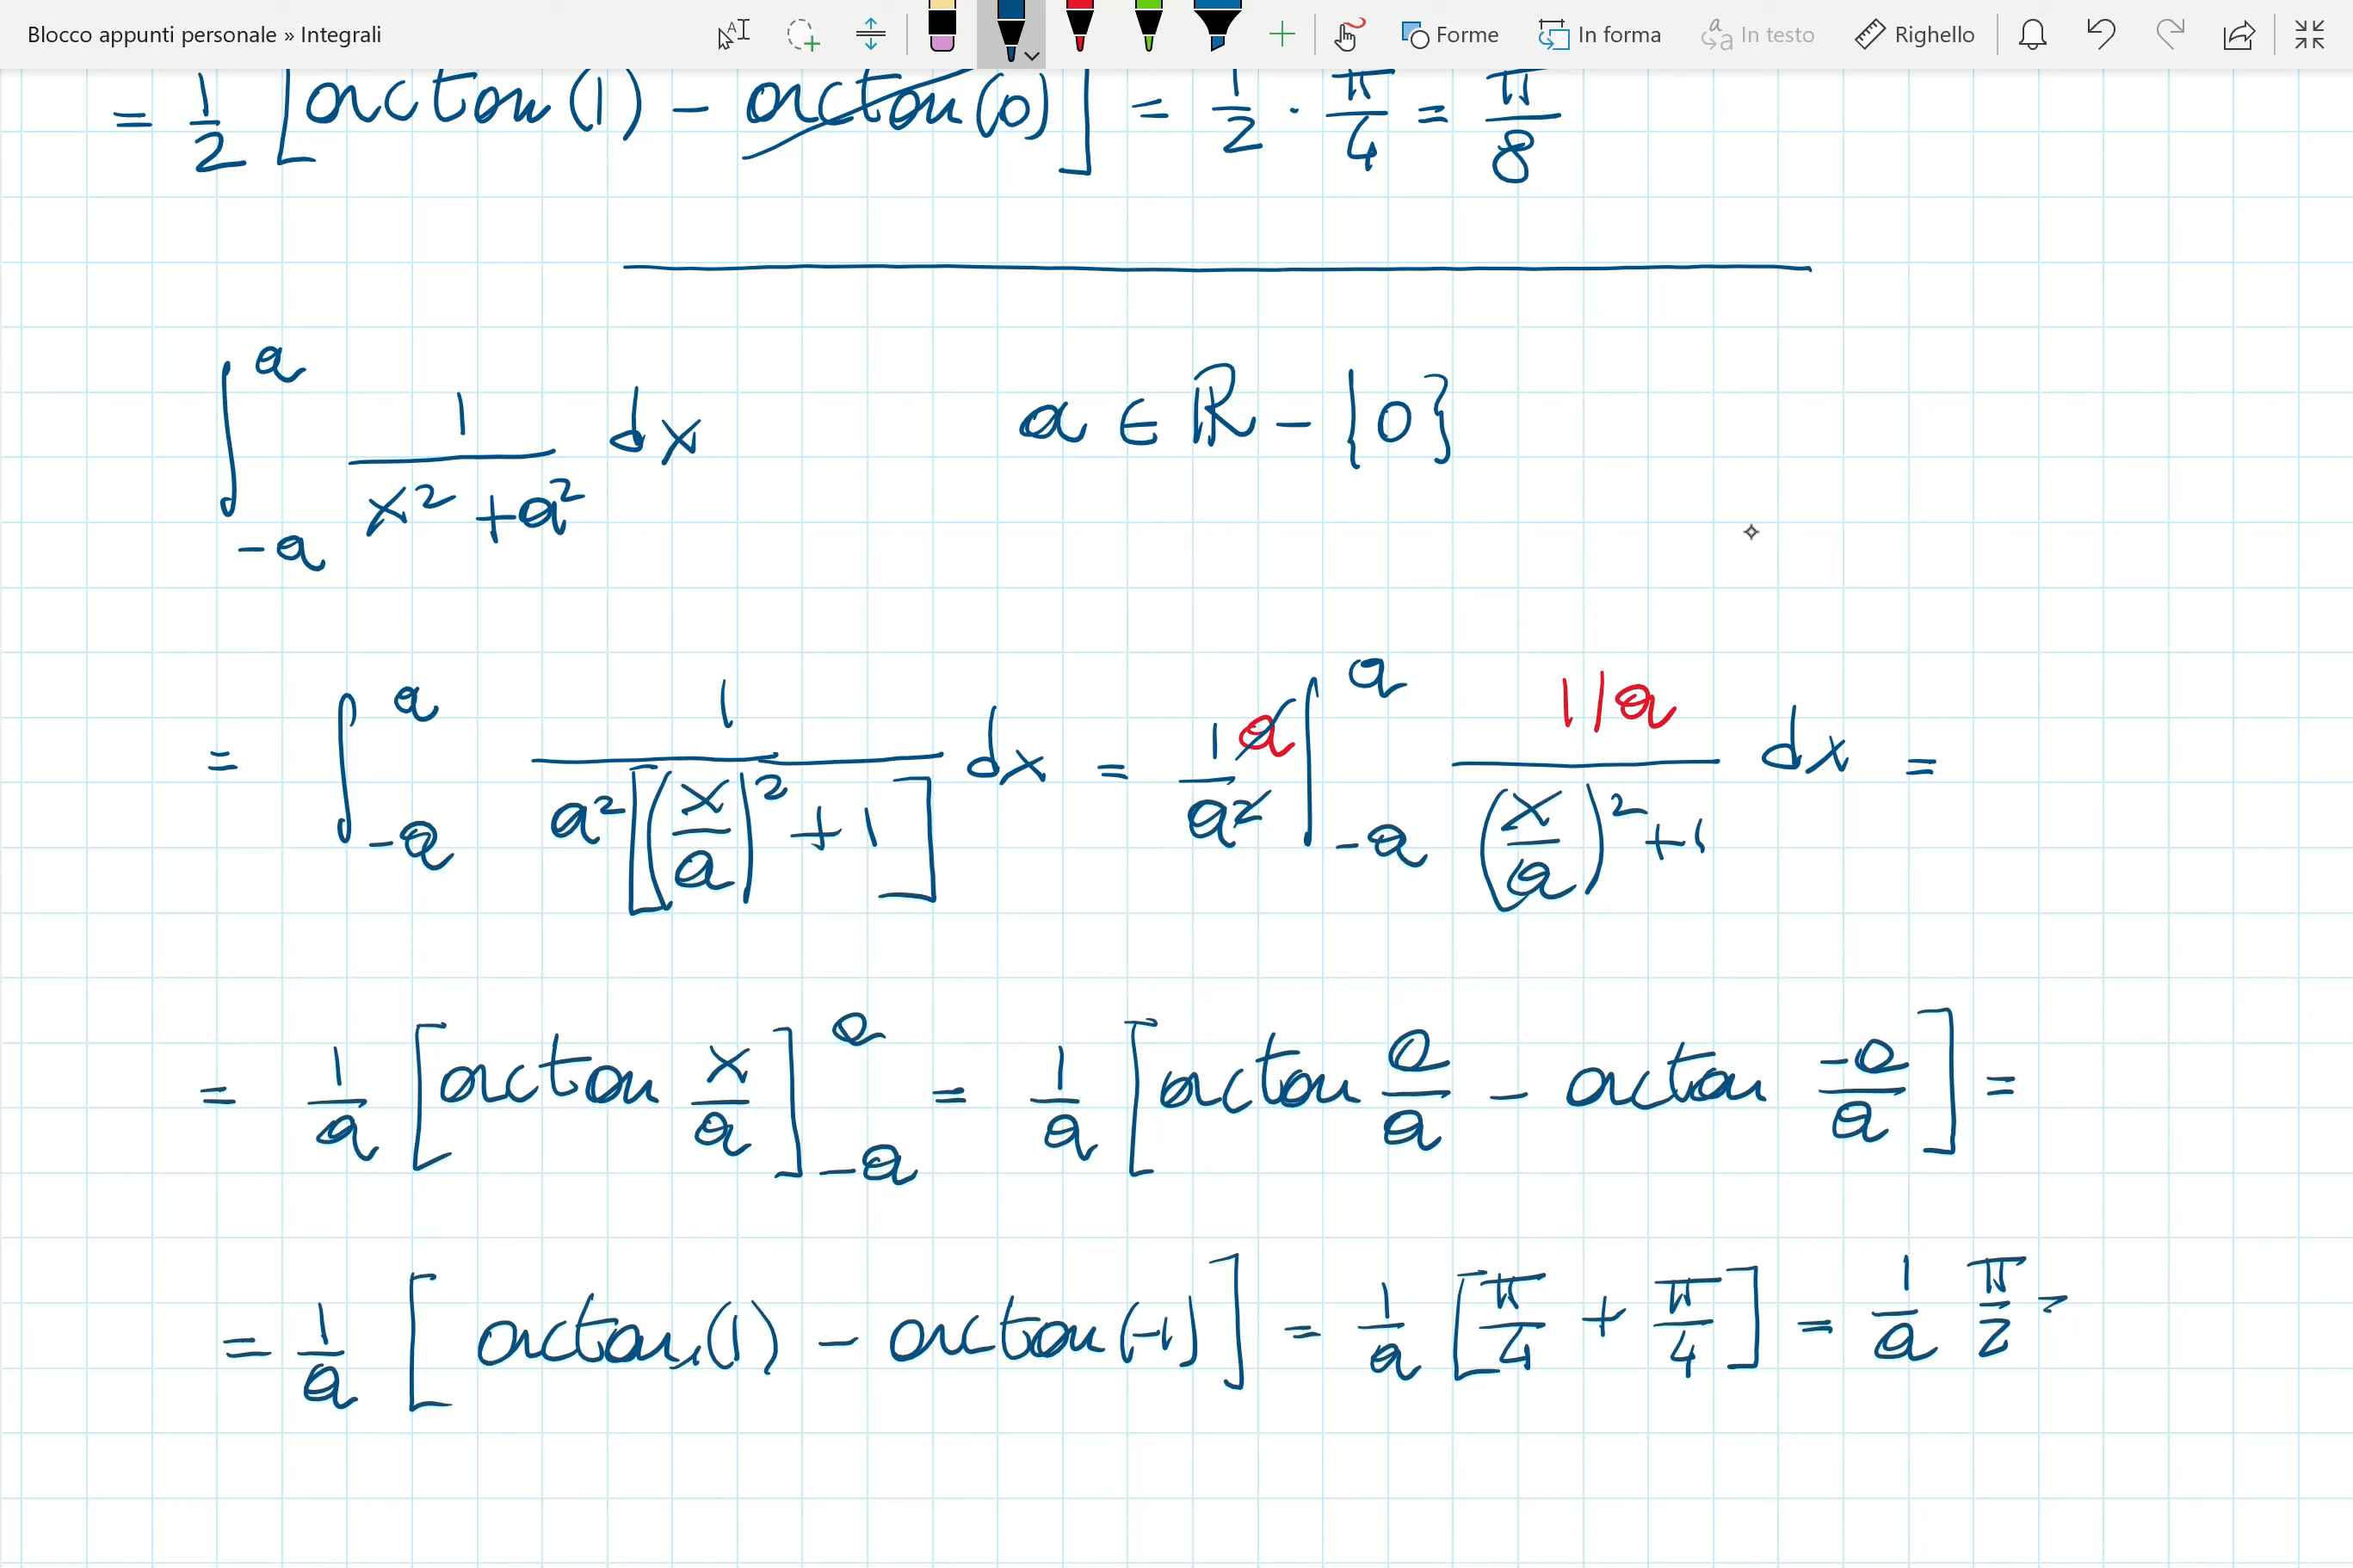 Blocco appunti personale » Integrali Forme In forma In testo Righello
= 1/2 [arctan(1) - arctan(0)] = 1/2 · π/4 = π/8
∫_{-a}^{a} 1/(x² + a²) dx a ∈ ℝ - {0}
= ∫_{-a}^{a} 1/(a²[(x/a)² + 1]) dx = 1a/a² ∫_{-a}^{a} (1/a)/((x/a)² + 1) dx =
= 1/a [arctan x/a]_{-a}^{a} = 1/a [arctan a/a - arctan -a/a] =
= 1/a [arctan(1) - arctan(-1)] = 1/a [π/4 + π/4] = 1/a π/2 =